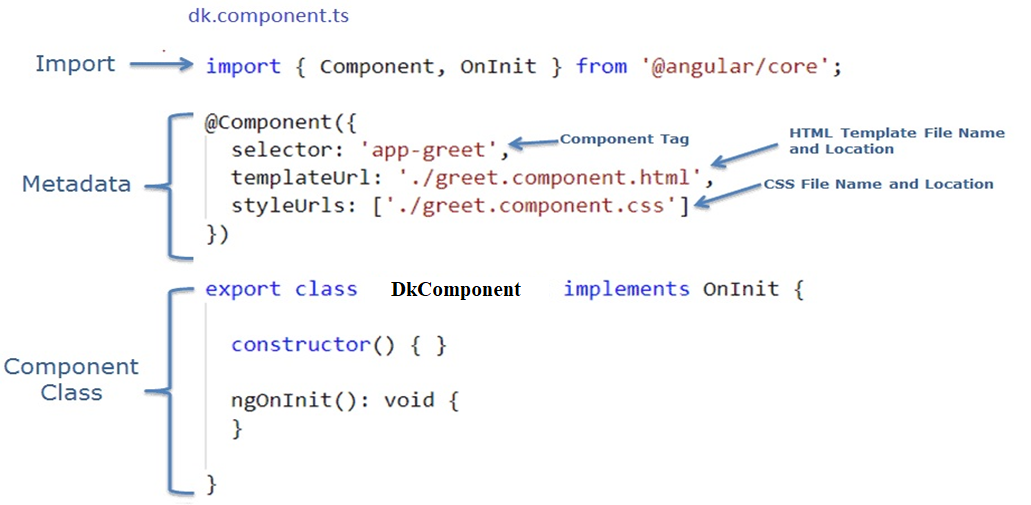 dk.component.ts
Import
import { Component, OnInit } from '@angular/core';
@Component({
selector: 'app-greet',
Component Tag
HTML Template File Name
and Location
templateUrl: './greet.component.html',
CSS File Name and Location
styleUrls: ['./greet.component.css']
})
Metadata
export class DkComponent implements OnInit {
constructor() { }
Component
Class
ngOnInit(): void {
}
}